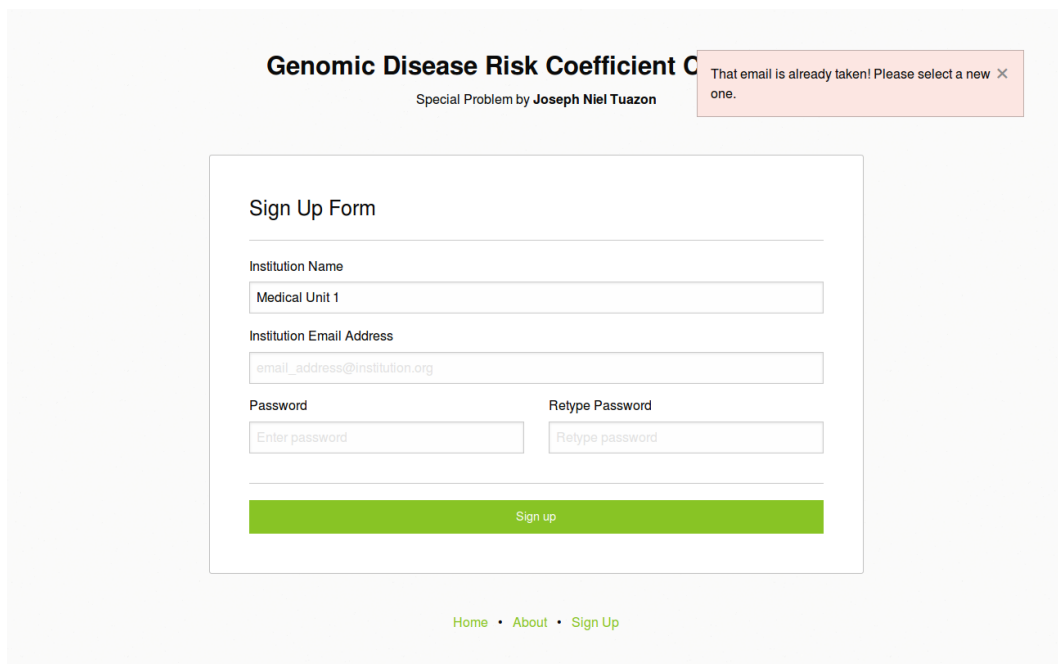 Genomic Disease Risk Coefficient C
That email is already taken! Please select a new ×
one.
Special Problem by Joseph Niel Tuazon
Sign Up Form
Institution Name
Medical Unit 1
Institution Email Address
email_address@institution.org
Password Retype Password
Enter password Retype password
Sign up
Home • About • Sign Up